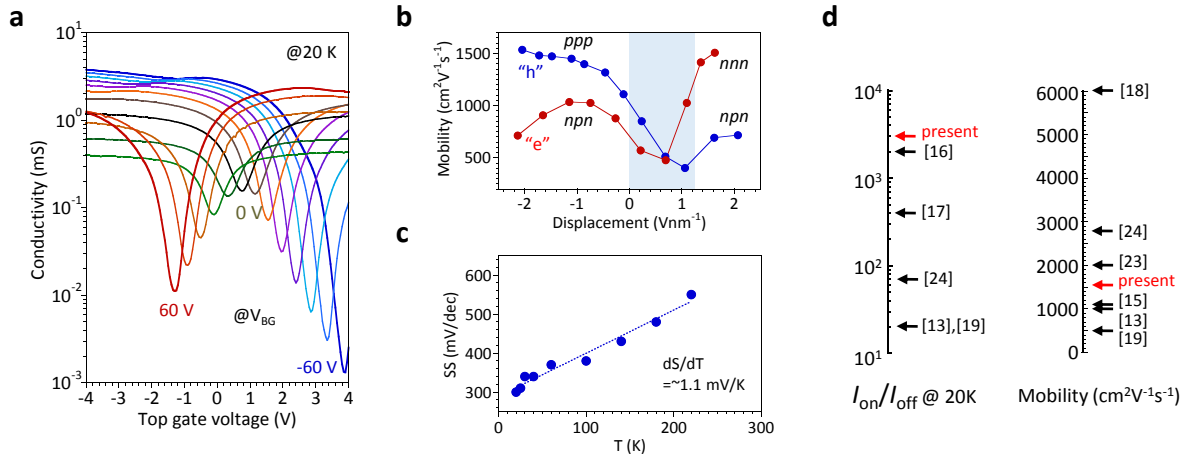 a
@20 K
10¹
10⁰
10⁻¹
10⁻²
10⁻³
Conductivity (mS)
0 V
60 V
@V_BG
-60 V
-4 -3 -2 -1 0 1 2 3 4
Top gate voltage (V)
b
1500
1000
500
Mobility (cm²V⁻¹s⁻¹)
ppp
"h"
npn
"e"
nnn
npn
-2 -1 0 1 2
Displacement (Vnm⁻¹)
c
600
500
400
300
SS (mV/dec)
dS/dT
=~1.1 mV/K
0 100 200 300
T (K)
d
10⁴
10³
10²
10¹
present
[16]
[17]
[24]
[13],[19]
I_on/I_off @ 20K
6000
5000
4000
3000
2000
1000
0
[18]
[24]
[23]
present
[15]
[13]
[19]
Mobility (cm²V⁻¹s⁻¹)